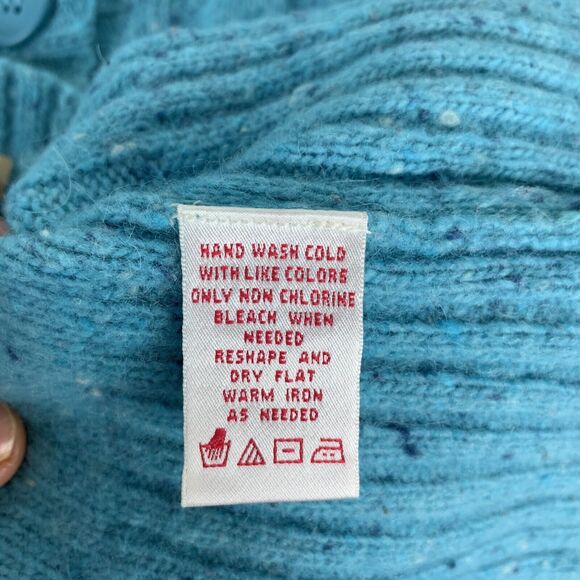 HAND WASH COLD
WITH LIKE COLORS
ONLY NON CHLORINE
BLEACH WHEN
NEEDED
RESHAPE AND
DRY FLAT
WARM IRON
AS NEEDED